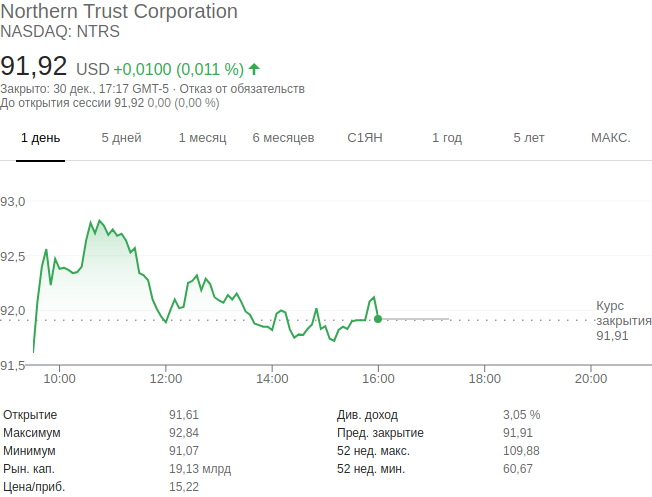 Northern Trust Corporation
NASDAQ: NTRS
91,92 USD +0,0100 (0,011 %)
Закрыто: 30 дек., 17:17 GMT-5 · Отказ от обязательств
До открытия сессии 91,92 0,00 (0,00 %)
1 день 5 дней 1 месяц 6 месяцев С1ЯН 1 год 5 лет МАКС.
93,0
92,5
92,0
Курс
закрытия
91,91
91,5
10:00 12:00 14:00 16:00 18:00 20:00
Открытие 91,61 Див. доход 3,05 %
Максимум 92,84 Пред. закрытие 91,91
Минимум 91,07 52 нед. макс. 109,88
Рын. кап. 19,13 млрд 52 нед. мин. 60,67
Цена/приб. 15,22